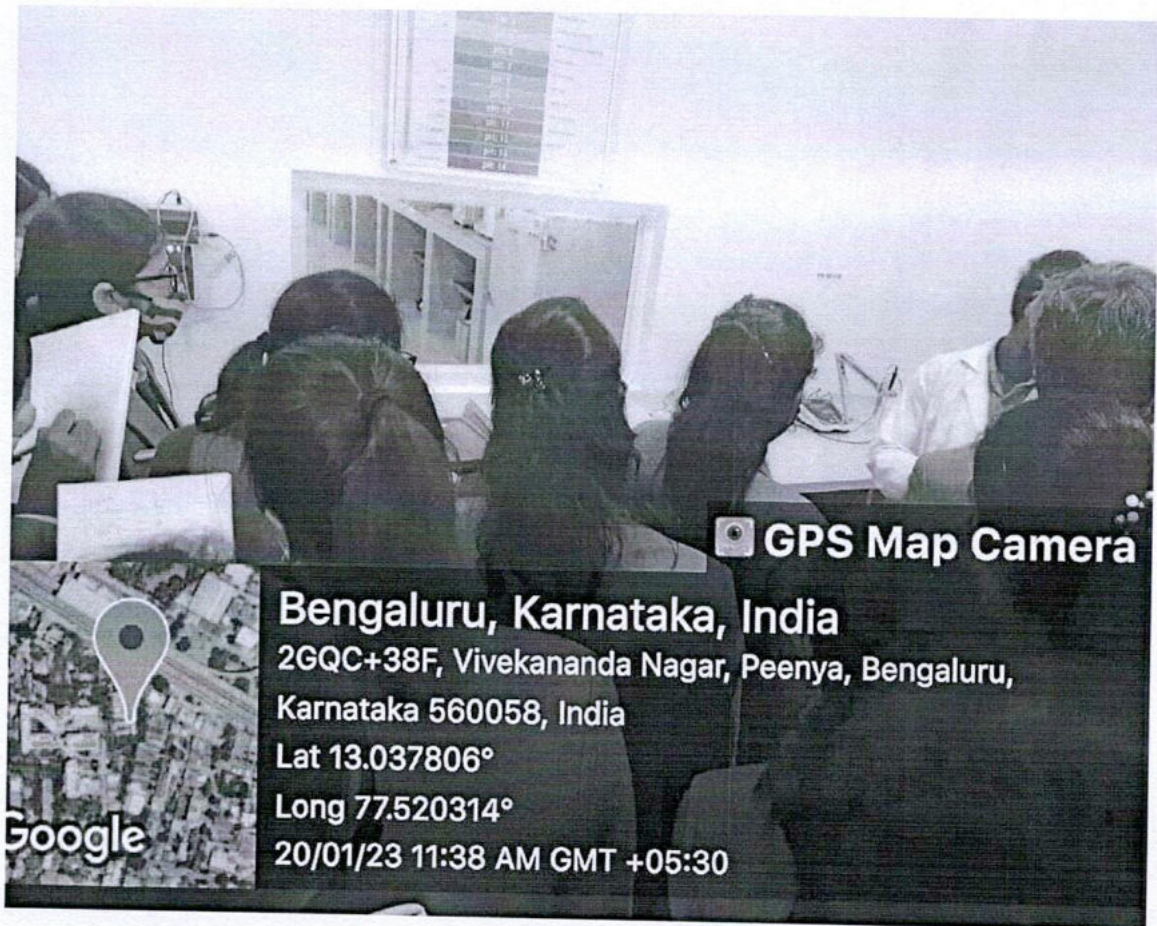 GPS Map Camera
Bengaluru, Karnataka, India
2GQC+38F, Vivekananda Nagar, Peenya, Bengaluru,
Karnataka 560058, India
Lat 13.037806°
Long 77.520314°
20/01/23 11:38 AM GMT +05:30
Google